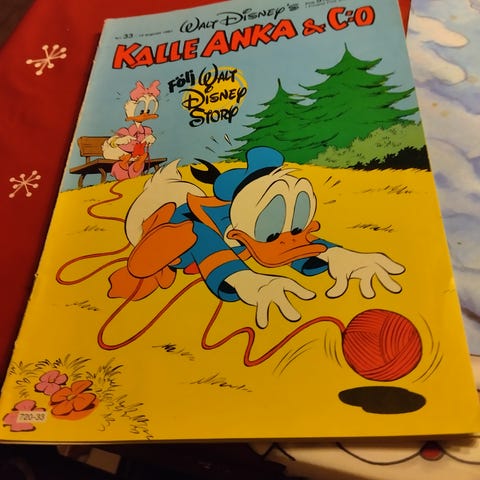 WALT DISNEY'S
Nr. 33
KALLE ANKA & C:O
Följ WALT
DISNEY
STORY
720-33